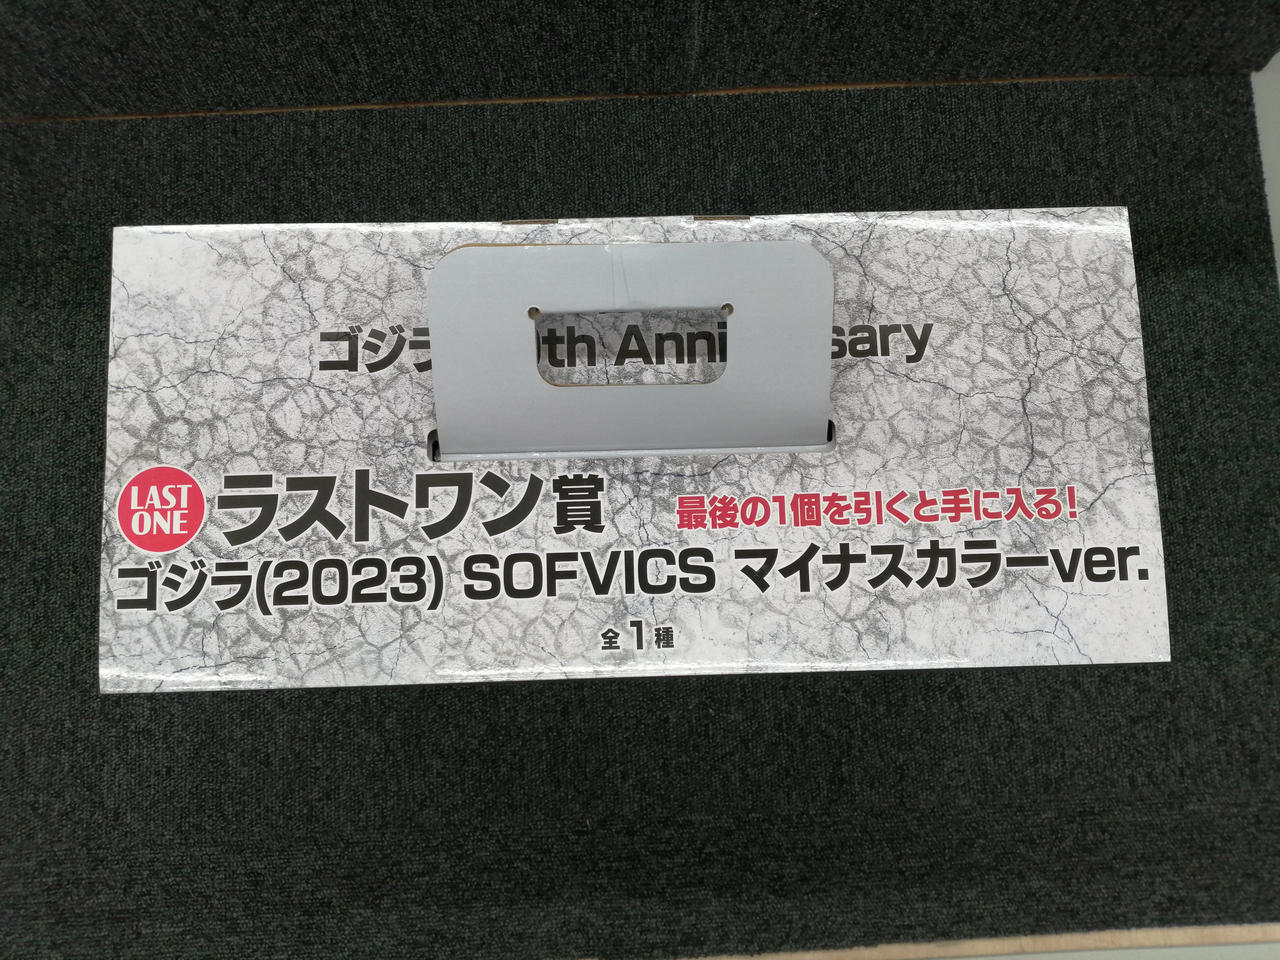 ゴジラ th Anni sary
LAST
ONE
ラストワン賞
最後の1個を引くと手に入る！
ゴジラ(2023) SOFVICS マイナスカラーver.
全1種